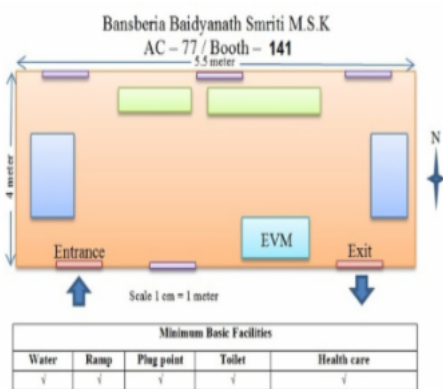 Bansberia Baidyanath Smriti M.S.K
AC – 77 / Booth – 141
5.5 meter
4 meter
N
EVM
Entrance
Exit
Scale 1 cm = 1 meter
Minimum Basic Facilities
Water Ramp Plug point Toilet Health care
√ √ √ √ √